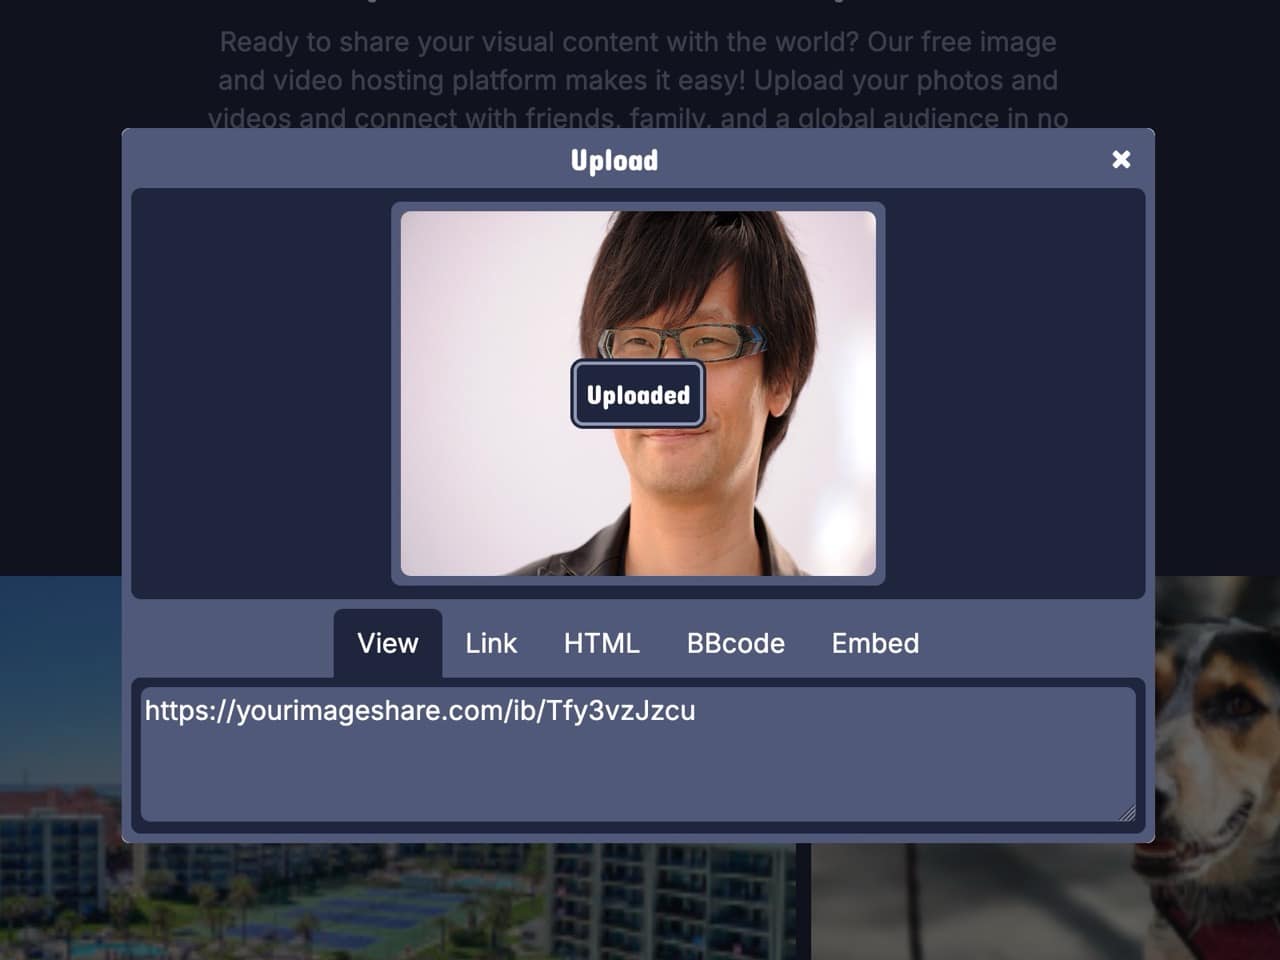 Ready to share your visual content with the world? Our free image
and video hosting platform makes it easy! Upload your photos and
videos and connect with friends, family, and a global audience in no
Upload
Uploaded
View Link HTML BBcode Embed
https://yourimageshare.com/ib/Tfy3vzJzcu